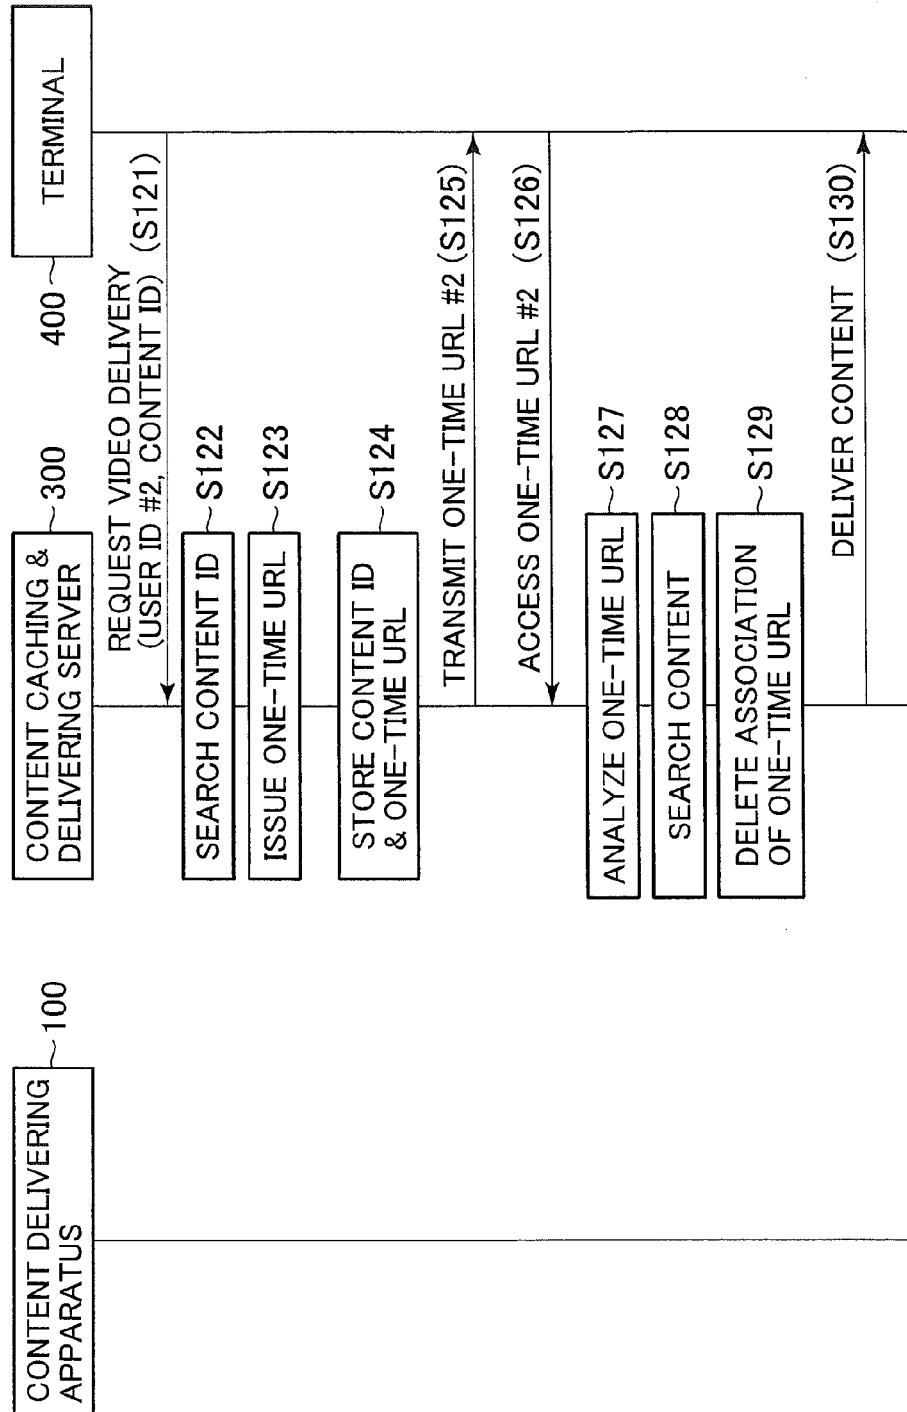 CONTENT DELIVERING
APPARATUS
100
CONTENT CACHING &
DELIVERING SERVER
300
TERMINAL
400
REQUEST VIDEO DELIVERY
(USER ID #2, CONTENT ID) (S121)
SEARCH CONTENT ID
S122
ISSUE ONE-TIME URL
S123
STORE CONTENT ID
& ONE-TIME URL
S124
TRANSMIT ONE-TIME URL #2 (S125)
ACCESS ONE-TIME URL #2 (S126)
ANALYZE ONE-TIME URL
S127
SEARCH CONTENT
S128
DELETE ASSOCIATION
OF ONE-TIME URL
S129
DELIVER CONTENT (S130)